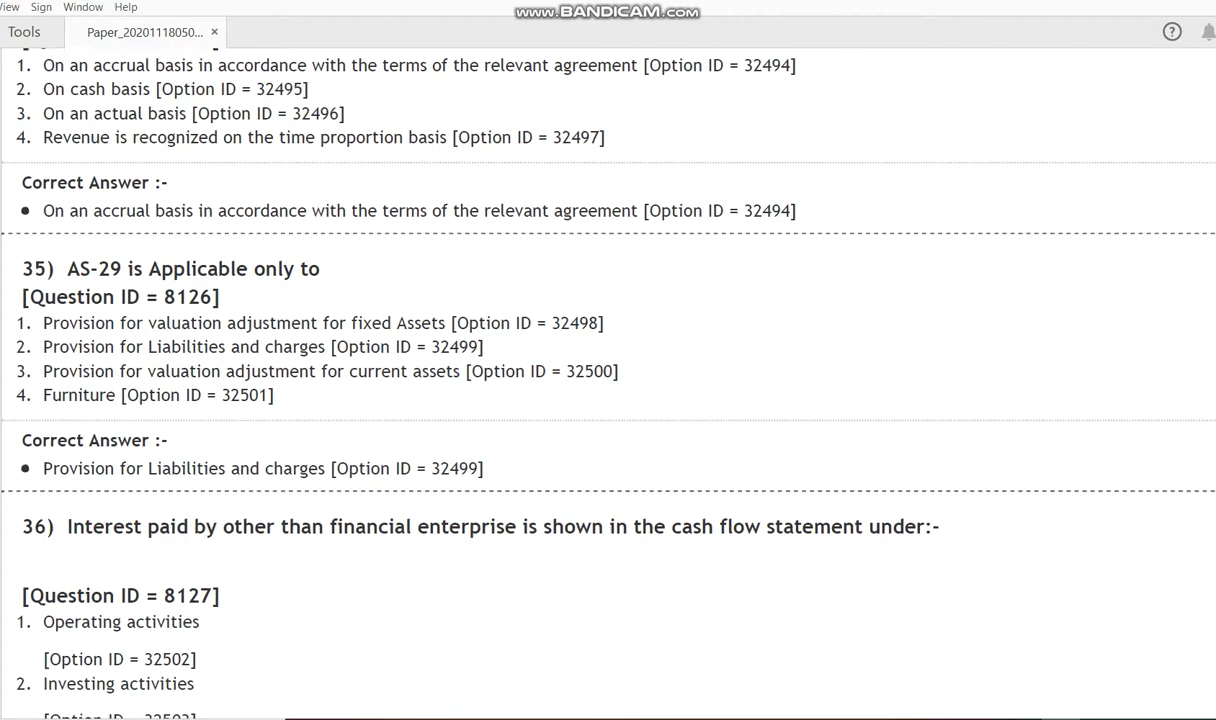 View Sign Window Help
www.BANDICAM.com
Tools Paper_20201118050... ×
1. On an accrual basis in accordance with the terms of the relevant agreement [Option ID = 32494]
2. On cash basis [Option ID = 32495]
3. On an actual basis [Option ID = 32496]
4. Revenue is recognized on the time proportion basis [Option ID = 32497]
Correct Answer :-
• On an accrual basis in accordance with the terms of the relevant agreement [Option ID = 32494]
35) AS-29 is Applicable only to
[Question ID = 8126]
1. Provision for valuation adjustment for fixed Assets [Option ID = 32498]
2. Provision for Liabilities and charges [Option ID = 32499]
3. Provision for valuation adjustment for current assets [Option ID = 32500]
4. Furniture [Option ID = 32501]
Correct Answer :-
• Provision for Liabilities and charges [Option ID = 32499]
36) Interest paid by other than financial enterprise is shown in the cash flow statement under:-
[Question ID = 8127]
1. Operating activities
[Option ID = 32502]
2. Investing activities
[Option ID = 32503]